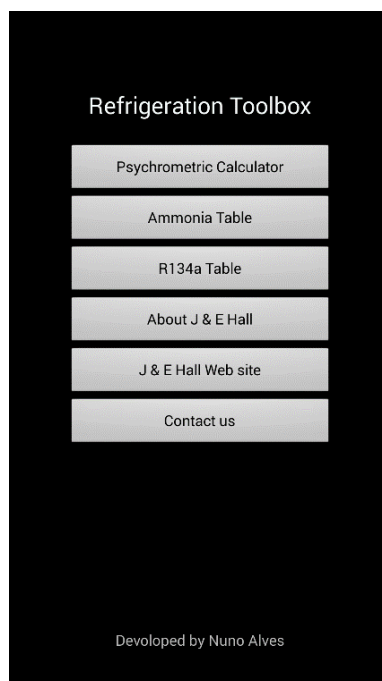 Refrigeration Toolbox
Psychrometric Calculator
Ammonia Table
R134a Table
About J & E Hall
J & E Hall Web site
Contact us
Devoloped by Nuno Alves